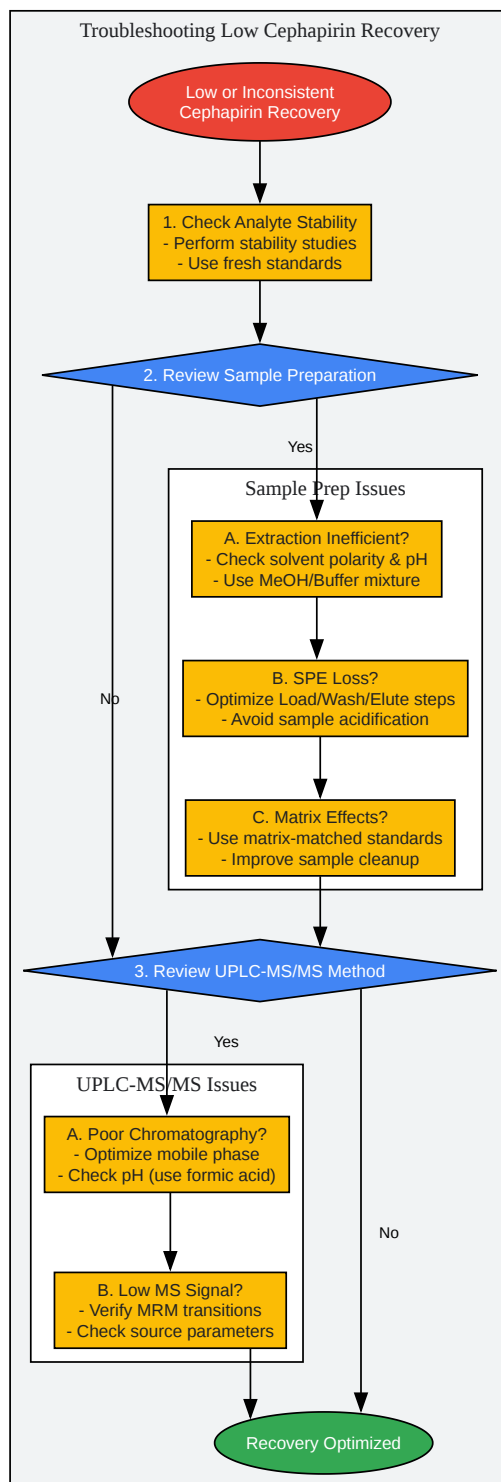 Troubleshooting Low Cephapirin Recovery
Low or Inconsistent
Cephapirin Recovery
1. Check Analyte Stability
- Perform stability studies
- Use fresh standards
2. Review Sample Preparation
Yes
Sample Prep Issues
A. Extraction Inefficient?
- Check solvent polarity & pH
- Use MeOH/Buffer mixture
No
B. SPE Loss?
- Optimize Load/Wash/Elute steps
- Avoid sample acidification
C. Matrix Effects?
- Use matrix-matched standards
- Improve sample cleanup
3. Review UPLC-MS/MS Method
Yes
UPLC-MS/MS Issues
A. Poor Chromatography?
- Optimize mobile phase
- Check pH (use formic acid)
No
B. Low MS Signal?
- Verify MRM transitions
- Check source parameters
Recovery Optimized